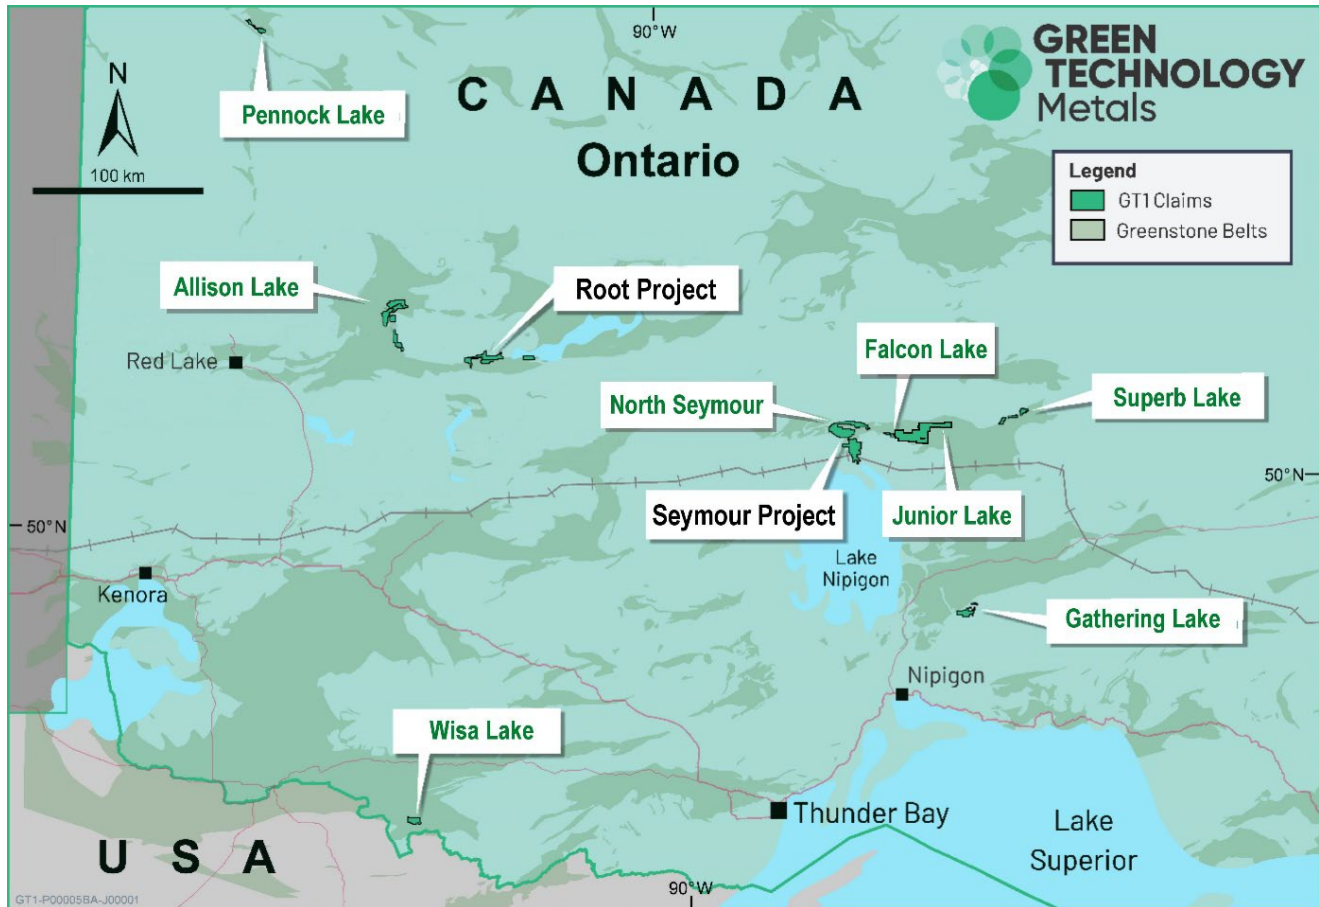 90°W
GREEN
TECHNOLOGY
Metals
N
CANADA
Pennock Lake
Ontario
100 km
Legend
GT1 Claims
Greenstone Belts
Allison Lake
Root Project
Red Lake
Falcon Lake
North Seymour
Superb Lake
50°N
Seymour Project
Junior Lake
50°N
Lake
Nipigon
Kenora
Gathering Lake
Nipigon
Wisa Lake
Thunder Bay
Lake
Superior
USA
90°W
GT1-P00005BA-J00001